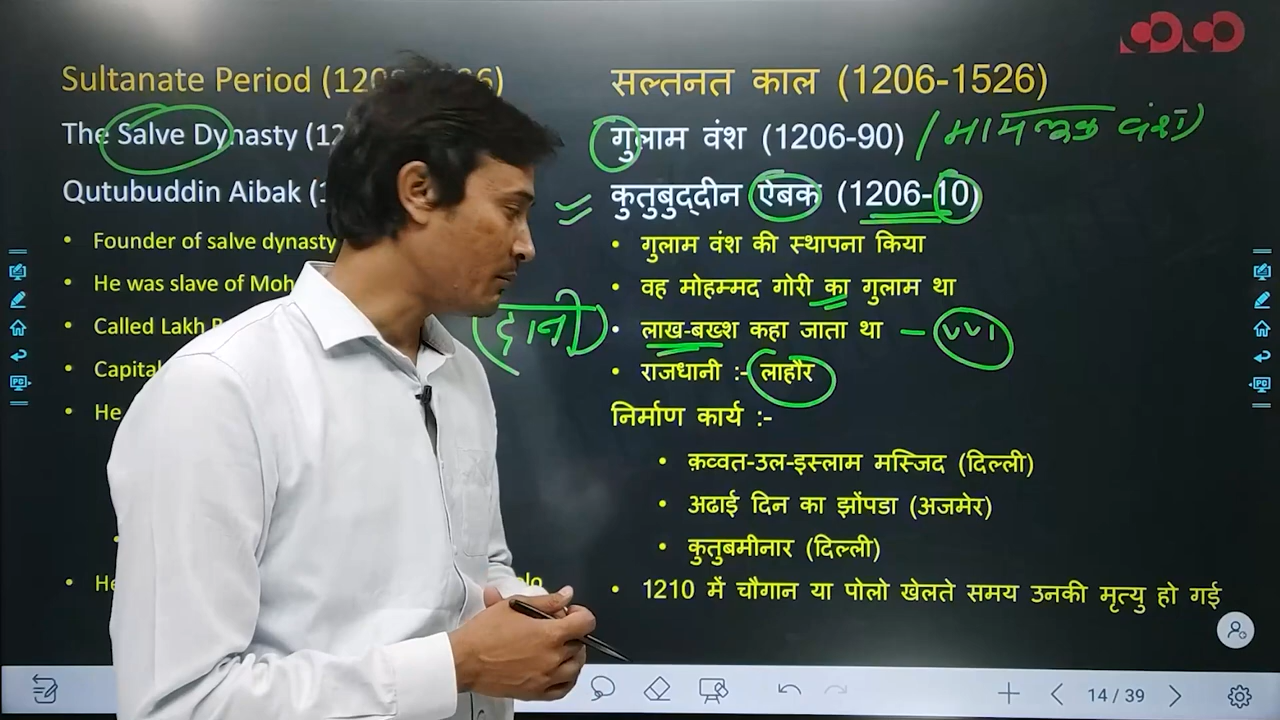 Sultanate Period (120
सल्तनत काल (1206-1526)
The Salve Dynasty (12
गुलाम वंश (1206-90) / मामलूक वंश
Qutubuddin Aibak (1
कुतुबुद्दीन ऐबक (1206-10)
Founder of salve dynasty
गुलाम वंश की स्थापना किया
He was slave of Moh
वह मोहम्मद गोरी का गुलाम था
Called Lakh
(दानी) लाख-बख्श कहा जाता था – VVI
Capital
राजधानी :- लाहौर
He
निर्माण कार्य :-
क़व्वत-उल-इस्लाम मस्जिद (दिल्ली)
अढाई दिन का झोंपडा (अजमेर)
कुतुबमीनार (दिल्ली)
He
1210 में चौगान या पोलो खेलते समय उनकी मृत्यु हो गई
14 / 39